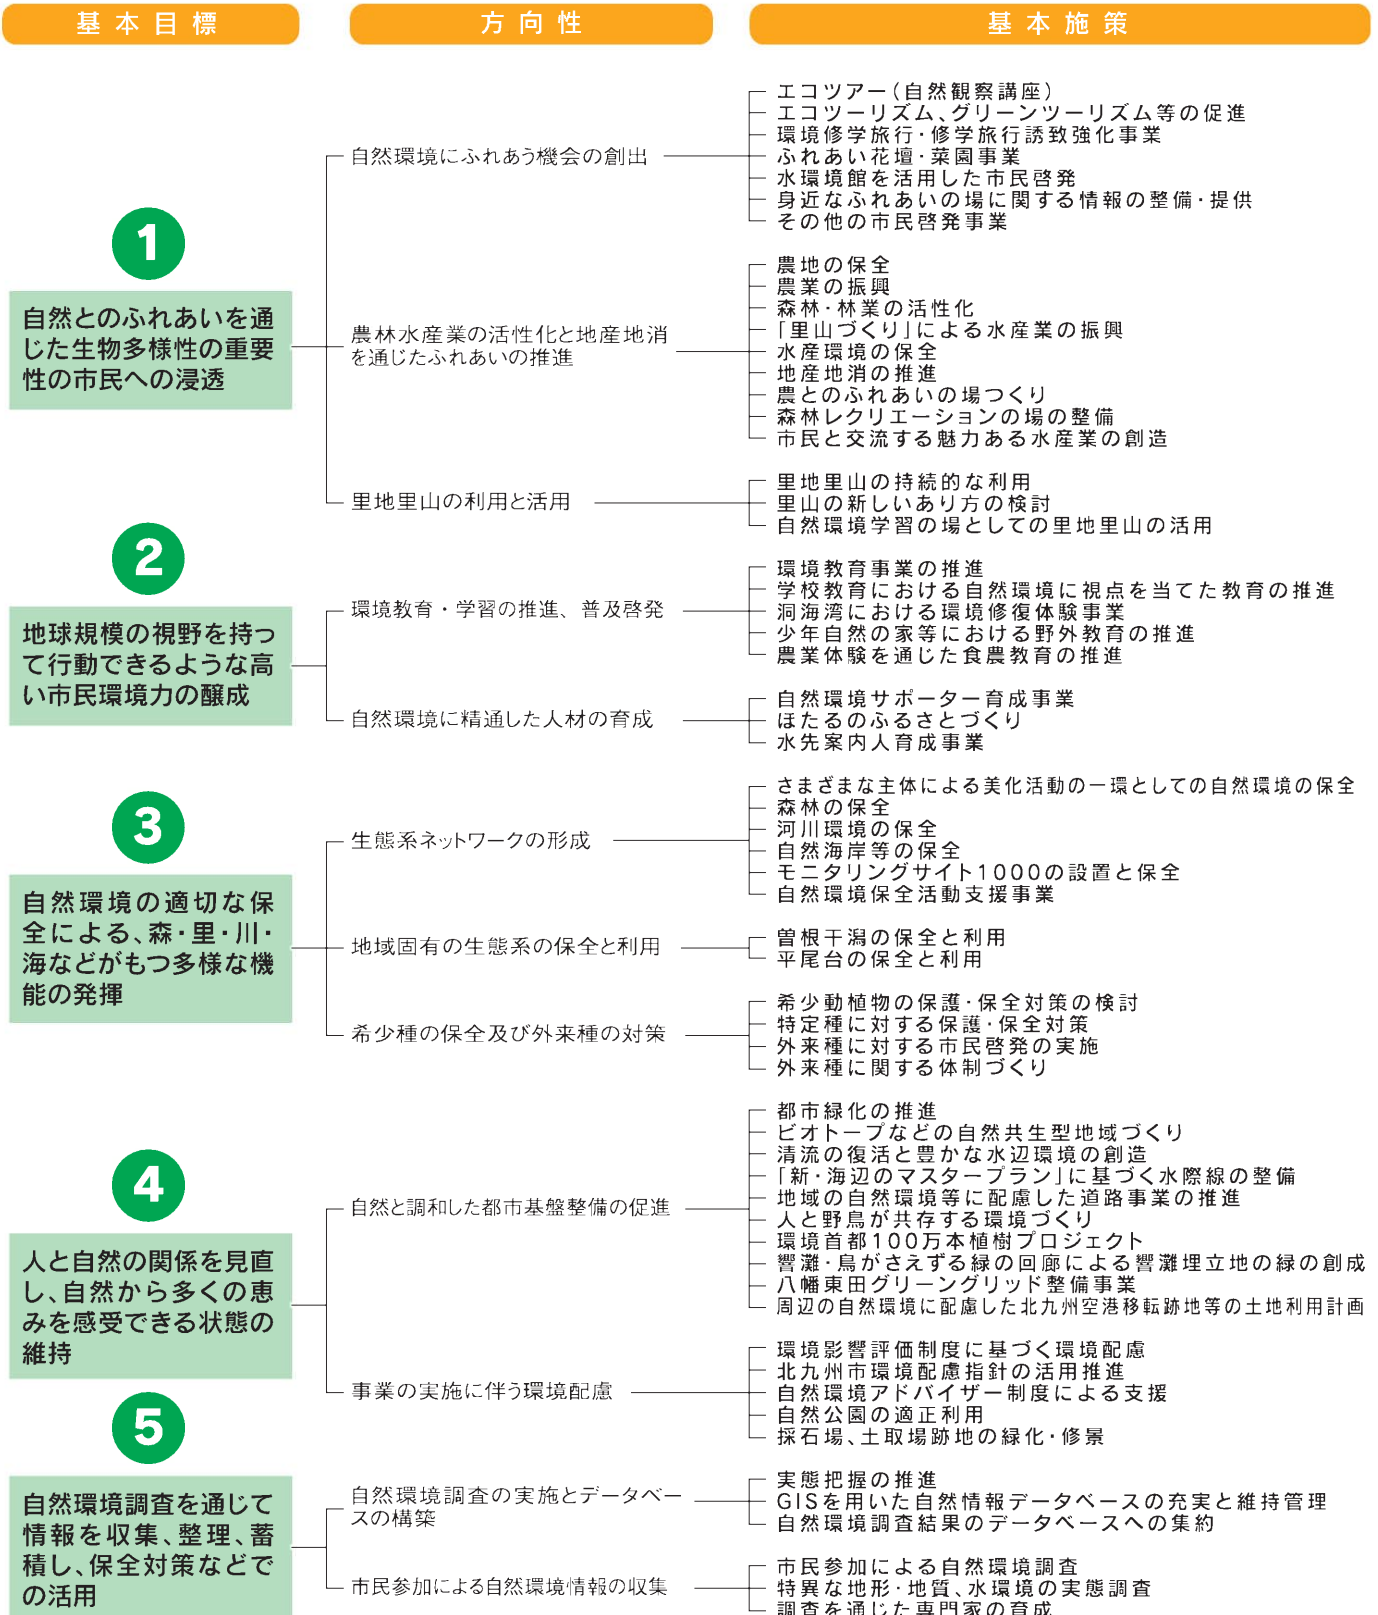 基本目標
方向性
基本施策
1
自然とのふれあいを通
じた生物多様性の重要
性の市民への浸透
自然環境にふれあう機会の創出
エコツアー(自然観察講座)
エコツーリズム、グリーンツーリズム等の促進
環境修学旅行・修学旅行誘致強化事業
ふれあい花壇・菜園事業
水環境館を活用した市民啓発
身近なふれあいの場に関する情報の整備・提供
その他の市民啓発事業
農林水産業の活性化と地産地消
を通じたふれあいの推進
農地の保全
農業の振興
森林・林業の活性化
「里山づくり」による水産業の振興
水産環境の保全
地産地消の推進
農とのふれあいの場つくり
森林レクリエーションの場の整備
市民と交流する魅力ある水産業の創造
里地里山の利用と活用
里地里山の持続的な利用
里山の新しいあり方の検討
自然環境学習の場としての里地里山の活用
2
地球規模の視野を持っ
て行動できるような高
い市民環境力の醸成
環境教育・学習の推進、普及啓発
環境教育事業の推進
学校教育における自然環境に視点を当てた教育の推進
洞海湾における環境修復体験事業
少年自然の家等における野外教育の推進
農業体験を通じた食農教育の推進
自然環境に精通した人材の育成
自然環境サポーター育成事業
ほたるのふるさとづくり
水先案内人育成事業
3
自然環境の適切な保
全による、森・里・川・
海などがもつ多様な機
能の発揮
生態系ネットワークの形成
さまざまな主体による美化活動の一環としての自然環境の保全
森林の保全
河川環境の保全
自然海岸等の保全
モニタリングサイト1000の設置と保全
自然環境保全活動支援事業
地域固有の生態系の保全と利用
曽根干潟の保全と利用
平尾台の保全と利用
希少種の保全及び外来種の対策
希少動植物の保護・保全対策の検討
特定種に対する保護・保全対策
外来種に対する市民啓発の実施
外来種に関する体制づくり
4
人と自然の関係を見直
し、自然から多くの恵
みを感受できる状態の
維持
自然と調和した都市基盤整備の促進
都市緑化の推進
ビオトープなどの自然共生型地域づくり
清流の復活と豊かな水辺環境の創造
「新・海辺のマスタープラン」に基づく水際線の整備
地域の自然環境等に配慮した道路事業の推進
人と野鳥が共存する環境づくり
環境首都100万本植樹プロジェクト
響灘・鳥がさえずる緑の回廊による響灘埋立地の緑の創成
八幡東田グリーングリッド整備事業
周辺の自然環境に配慮した北九州空港移転跡地等の土地利用計画
事業の実施に伴う環境配慮
環境影響評価制度に基づく環境配慮
北九州市環境配慮指針の活用推進
自然環境アドバイザー制度による支援
自然公園の適正利用
採石場、土取場跡地の緑化・修景
5
自然環境調査を通じて
情報を収集、整理、蓄
積し、保全対策などで
の活用
自然環境調査の実施とデータベー
スの構築
実態把握の推進
GISを用いた自然情報データベースの充実と維持管理
自然環境調査結果のデータベースへの集約
市民参加による自然環境情報の収集
市民参加による自然環境調査
特異な地形・地質、水環境の実態調査
調査を通じた専門家の育成